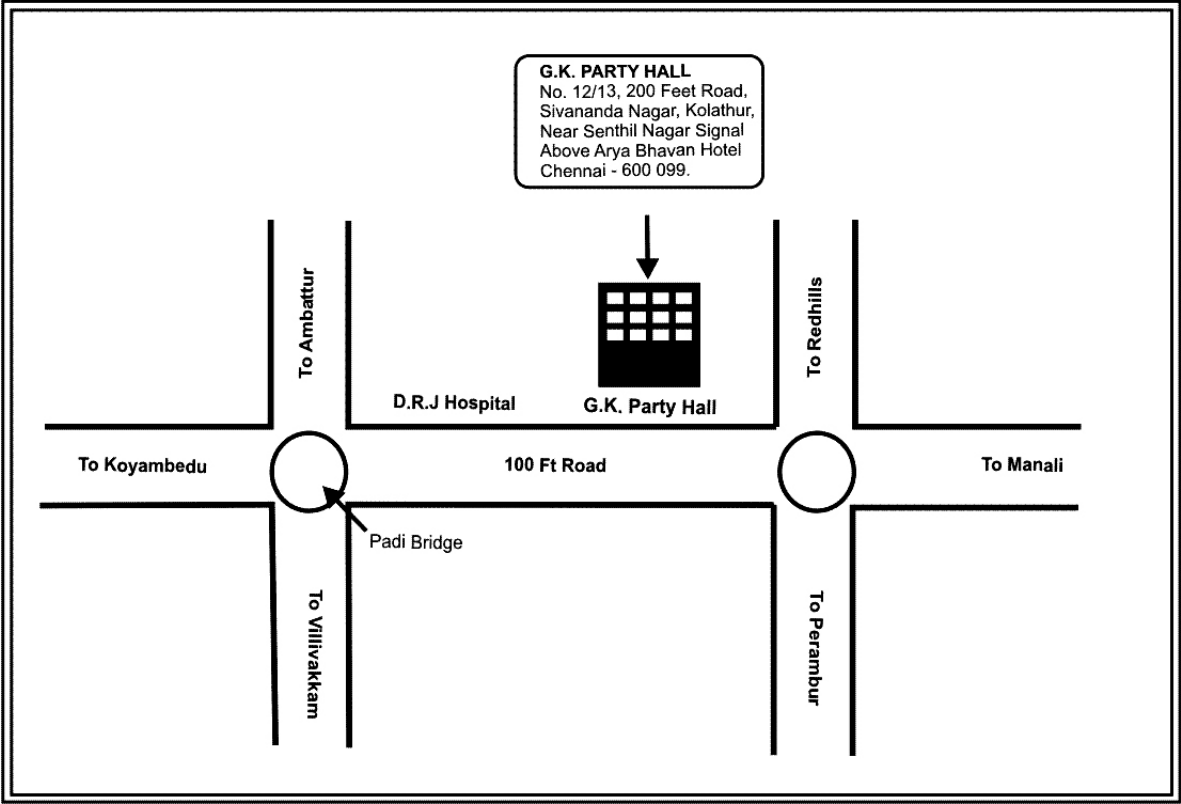 G.K. PARTY HALL
No. 12/13, 200 Feet Road,
Sivananda Nagar, Kolathur,
Near Senthil Nagar Signal
Above Arya Bhavan Hotel
Chennai - 600 099.
To Ambattur
To Redhills
D.R.J Hospital
G.K. Party Hall
To Koyambedu
100 Ft Road
To Manali
Padi Bridge
To Villivakkam
To Perambur